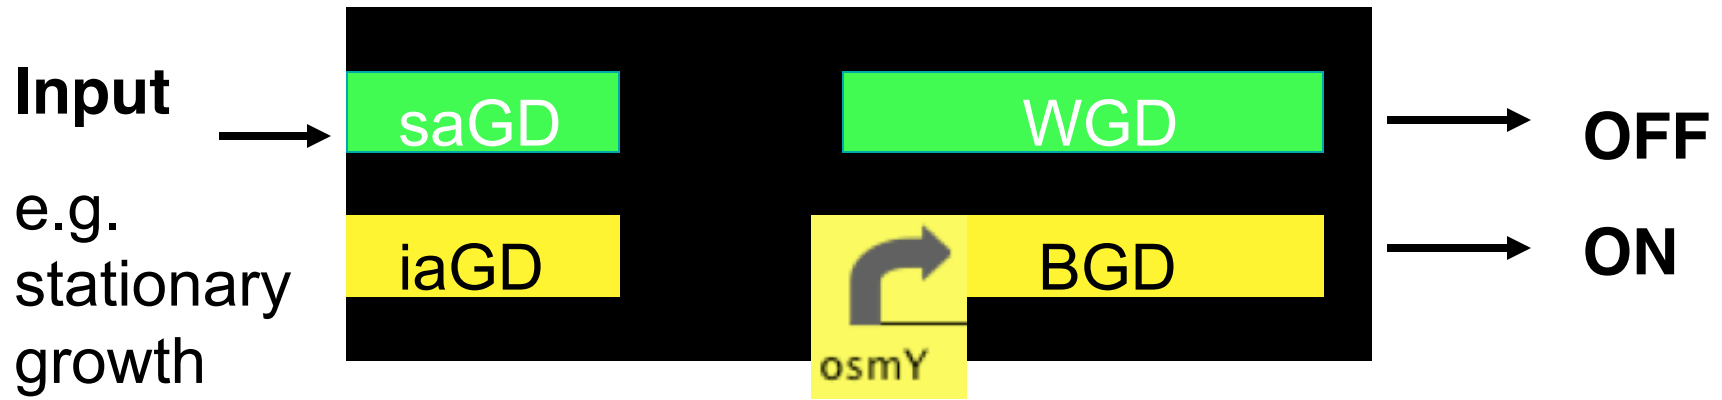 Input
e.g.
stationary
growth
saGD
WGD
OFF
iaGD
BGD
ON
osmY